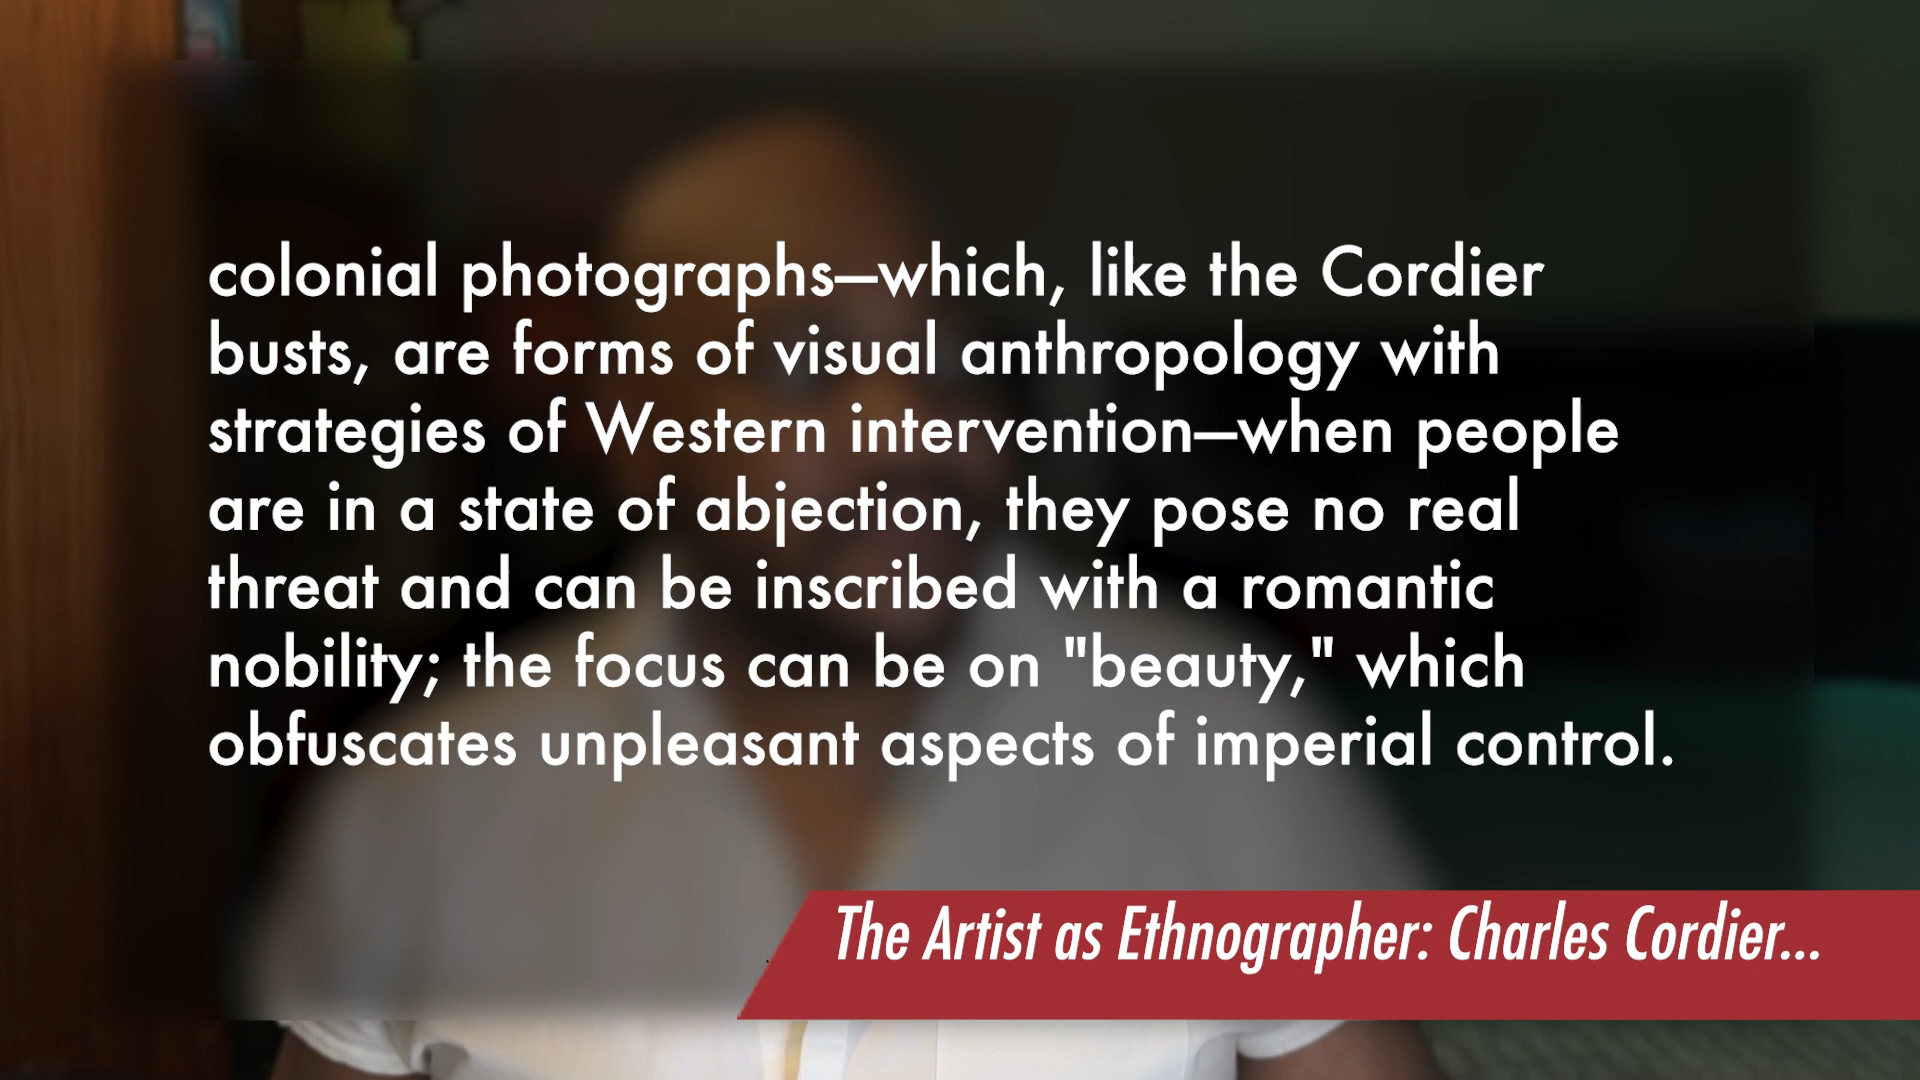 colonial photographs—which, like the Cordier
busts, are forms of visual anthropology with
strategies of Western intervention—when people
are in a state of abjection, they pose no real
threat and can be inscribed with a romantic
nobility; the focus can be on "beauty," which
obfuscates unpleasant aspects of imperial control.
The Artist as Ethnographer: Charles Cordier...